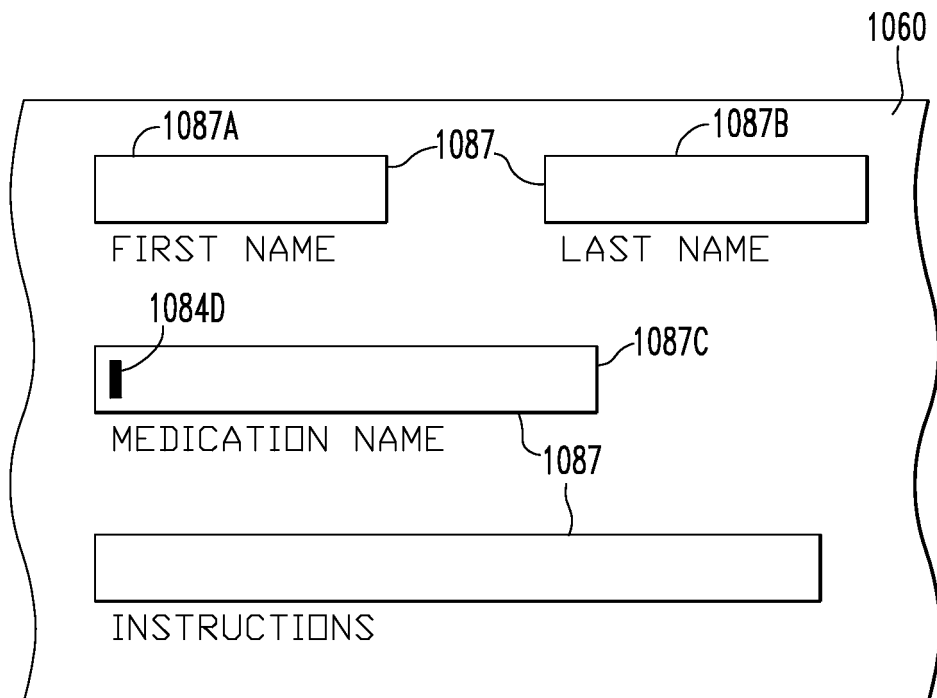 1060
1087A 1087 1087B
FIRST NAME LAST NAME
1084D
1087C
MEDICATION NAME
1087
INSTRUCTIONS